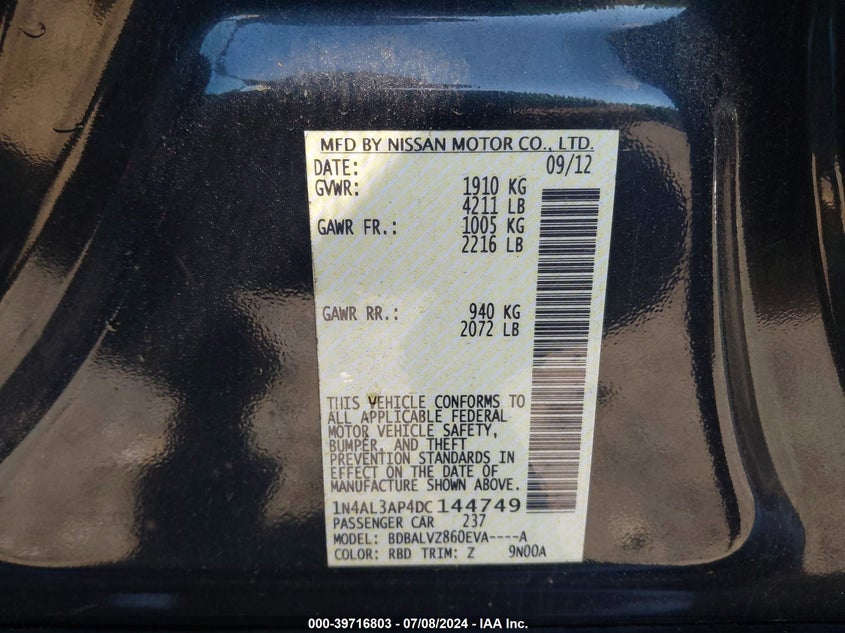 MFD BY NISSAN MOTOR CO., LTD.
DATE: 09/12
GVWR: 1910 KG
4211 LB
GAWR FR.: 1005 KG
2216 LB
GAWR RR.: 940 KG
2072 LB
THIS VEHICLE CONFORMS TO
ALL APPLICABLE FEDERAL
MOTOR VEHICLE SAFETY,
BUMPER, AND THEFT
PREVENTION STANDARDS IN
EFFECT ON THE DATE OF
MANUFACTURE SHOWN ABOVE.
1N4AL3AP4DC144749
PASSENGER CAR 237
MODEL: BDBALVZ860EVA----A
COLOR: RBD TRIM: Z 9N00A
000-39716803 - 07/08/2024 - IAA Inc.